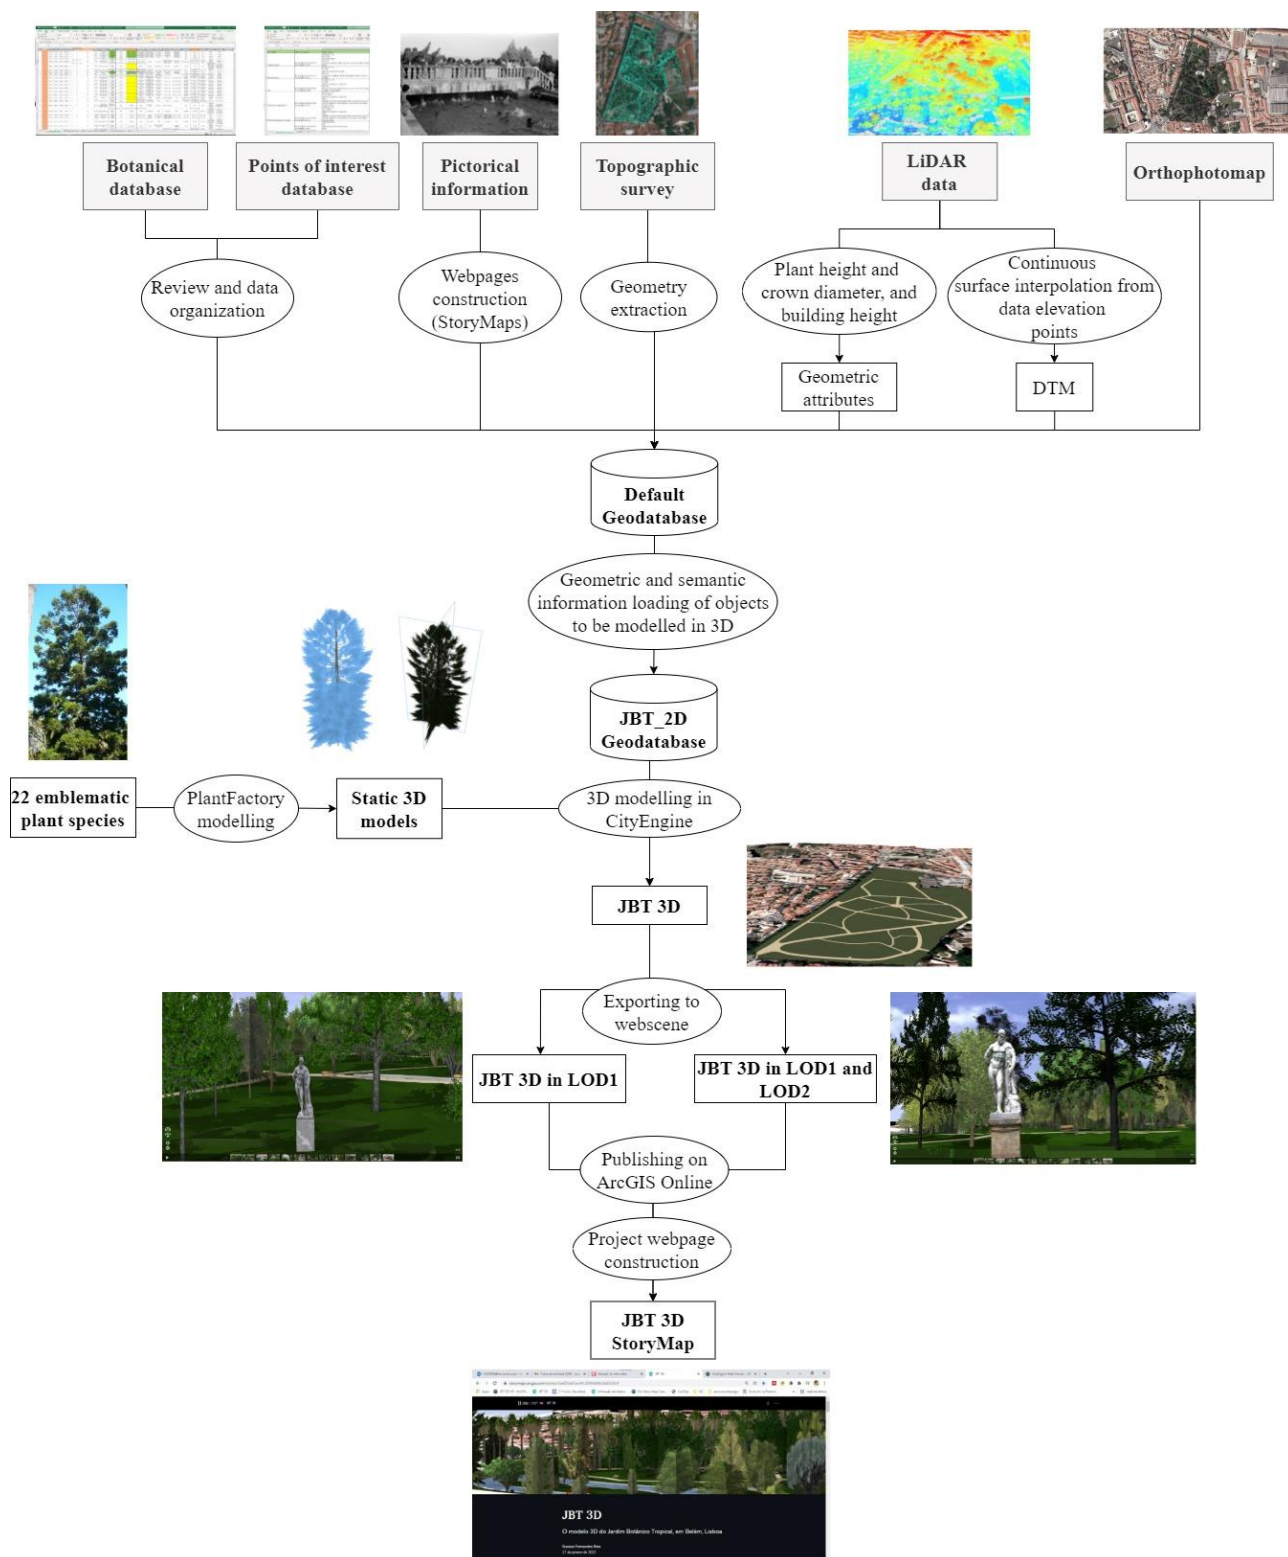 Botanical
database
Points of interest
database
Pictorical
information
Topographic
survey
LiDAR
data
Orthophotomap
Review and data
organization
Webpages
construction
(StoryMaps)
Geometry
extraction
Plant height and
crown diameter, and
building height
Continuous
surface interpolation from
data elevation
points
Geometric
attributes
DTM
Default
Geodatabase
Geometric and semantic
information loading of objects
to be modelled in 3D
JBT_2D
Geodatabase
22 emblematic
plant species
PlantFactory
modelling
Static 3D
models
3D modelling in
CityEngine
JBT 3D
Exporting to
webscene
JBT 3D in LOD1
JBT 3D in LOD1 and
LOD2
Publishing on
ArcGIS Online
Project webpage
construction
JBT 3D
StoryMap
JBT 3D
O modelo 3D do Jardim Botânico Tropical, em Belém, Lisboa